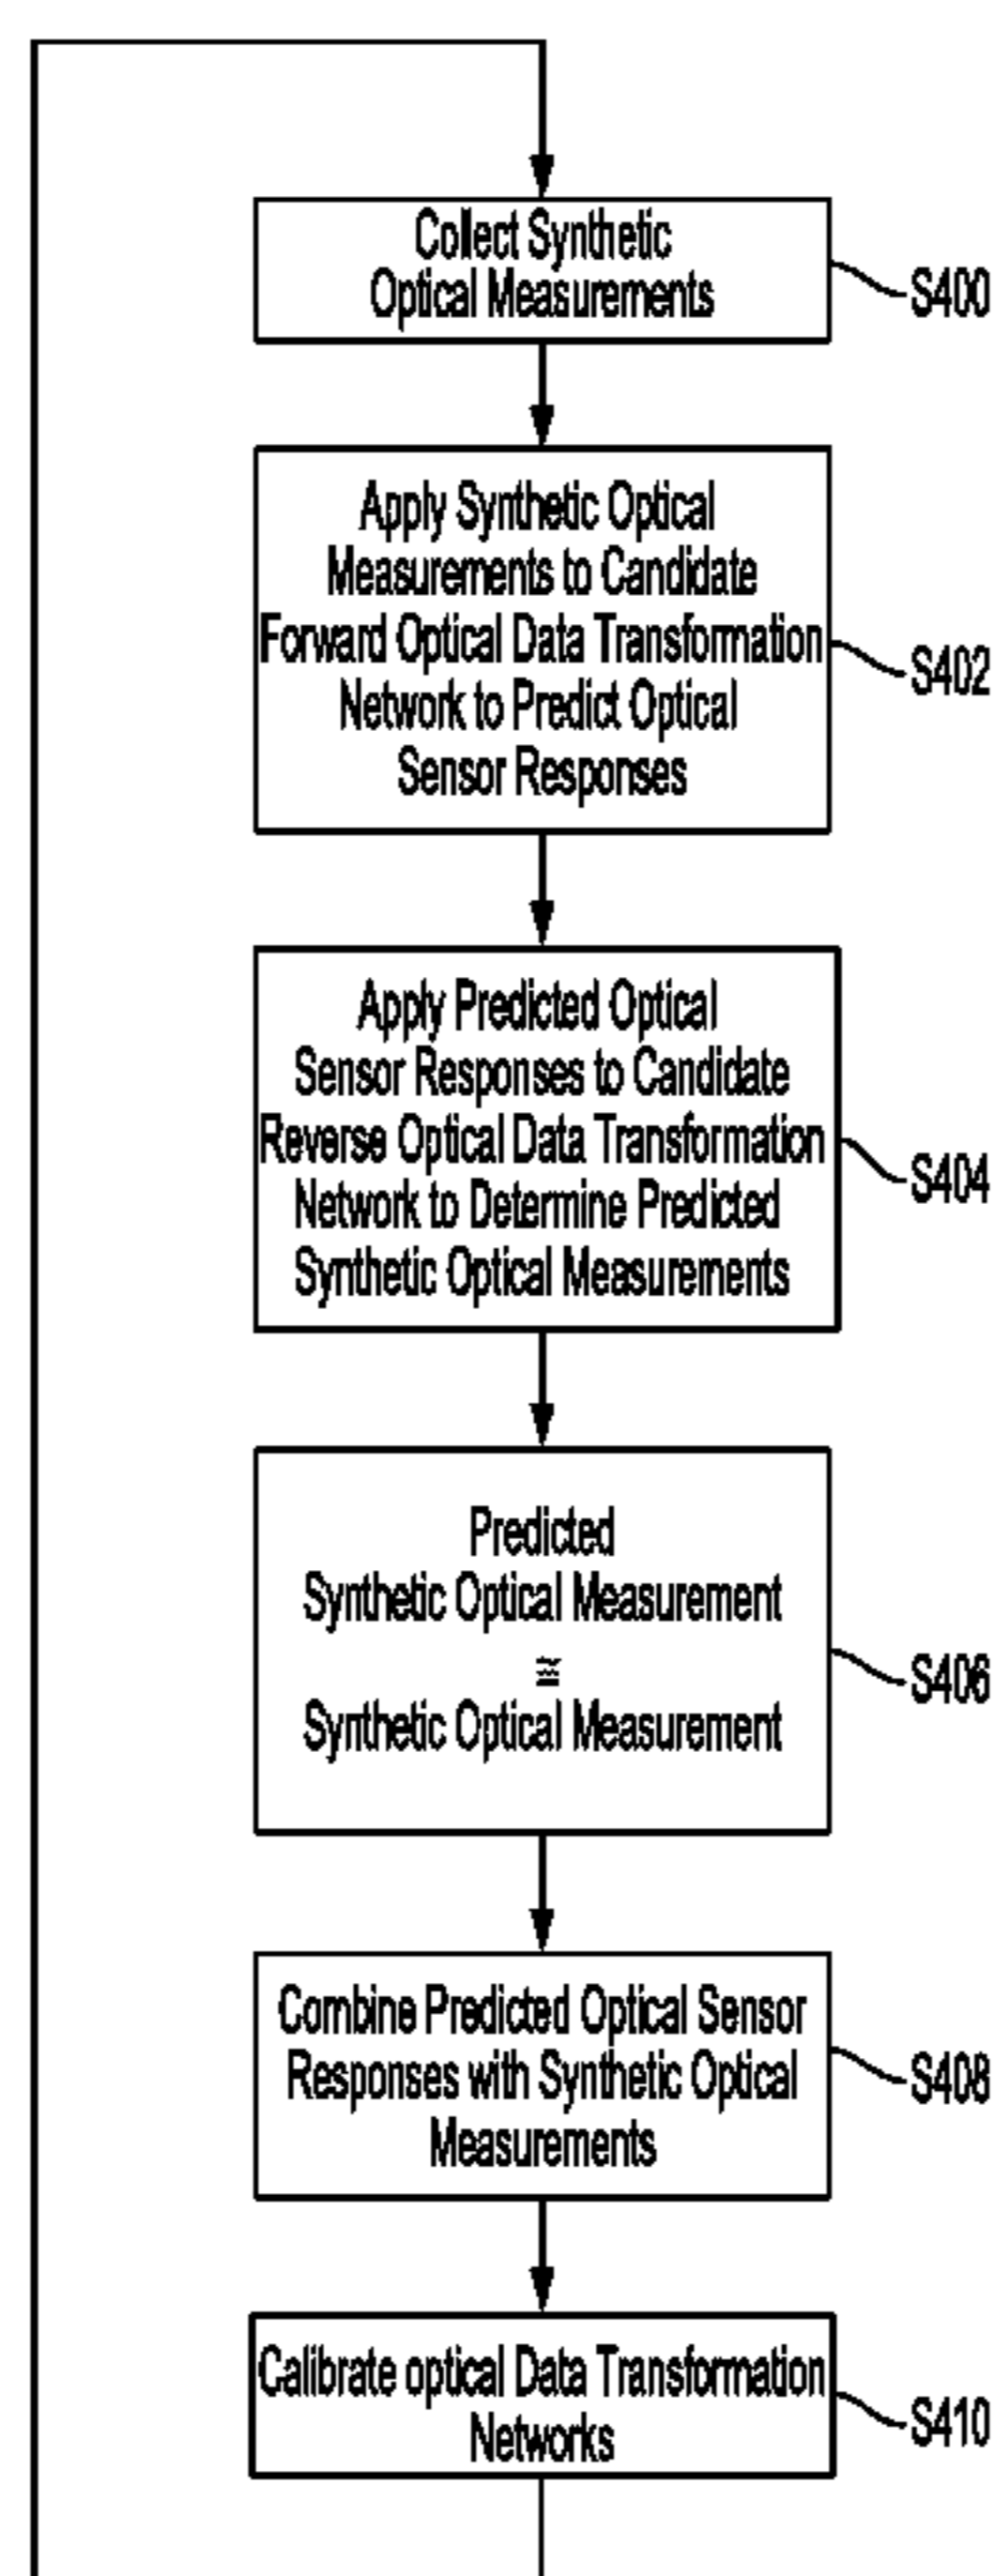 Collect Synthetic
Optical Measurements
S400
Apply Synthetic Optical
Measurements to Candidate
Forward Optical Data Transformation
Network to Predict Optical
Sensor Responses
S402
Apply Predicted Optical
Sensor Responses to Candidate
Reverse Optical Data Transformation
Network to Determine Predicted
Synthetic Optical Measurements
S404
Predicted
Synthetic Optical Measurement
≅
Synthetic Optical Measurement
S406
Combine Predicted Optical Sensor
Responses with Synthetic Optical
Measurements
S408
Calibrate optical Data Transformation
Networks
S410